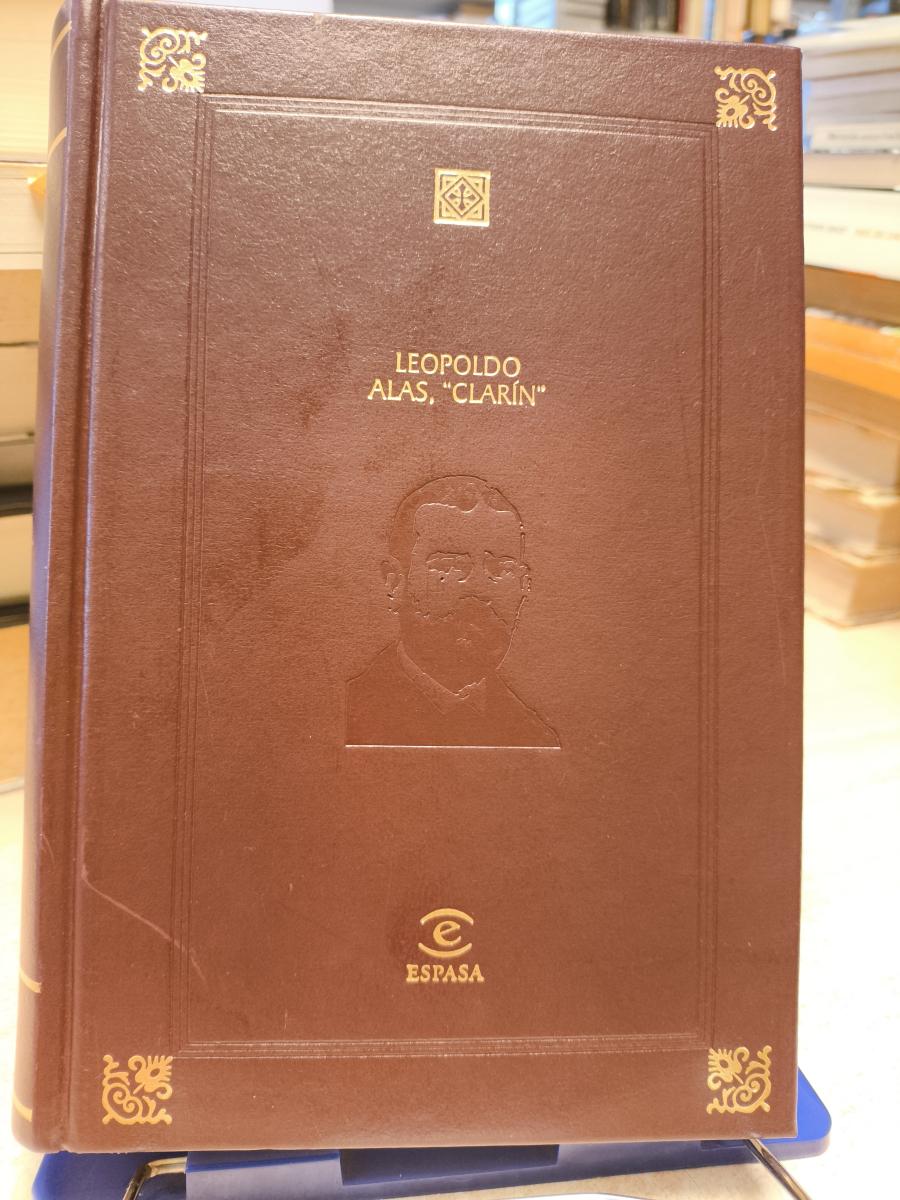 LEOPOLDO
ALAS, "CLARÍN"
e
ESPASA